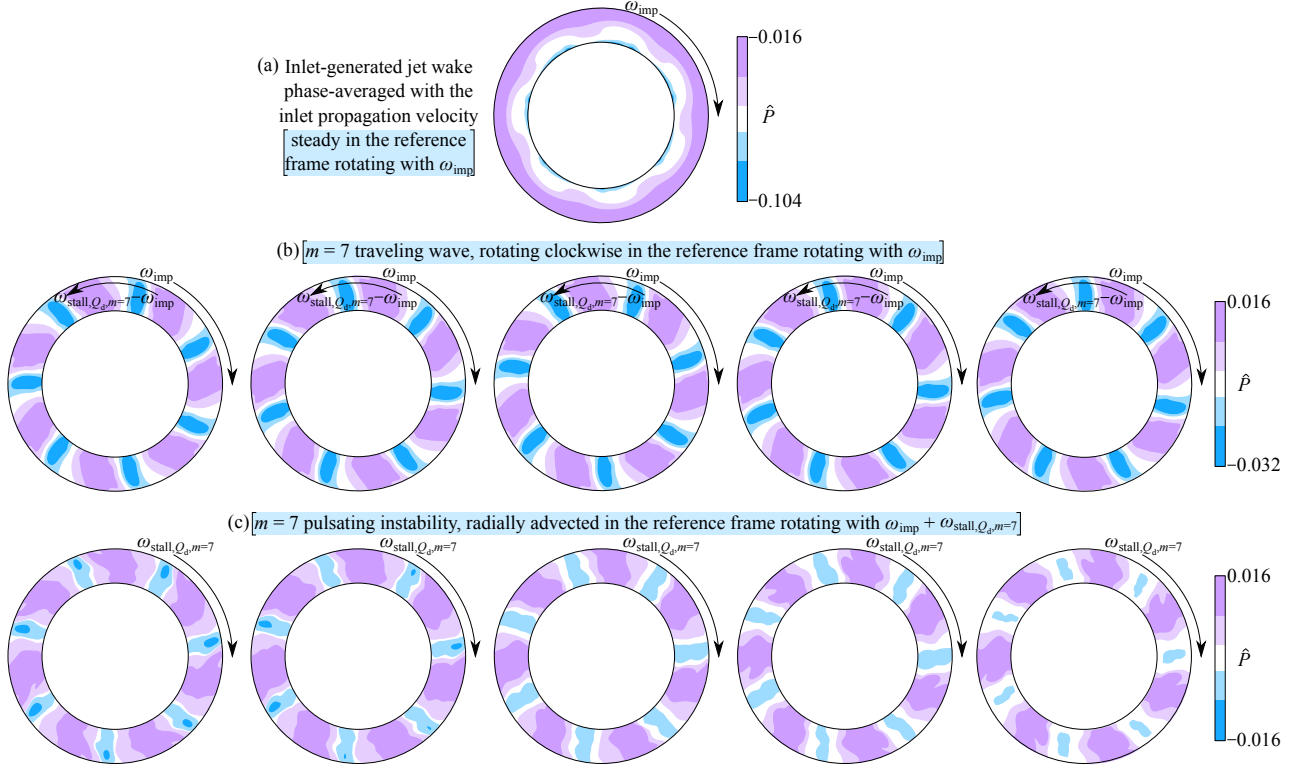 ω_imp
(a) Inlet-generated jet wake
phase-averaged with the
inlet propagation velocity
[steady in the reference
frame rotating with ω_imp]
−0.016
P̂
−0.104
(b) [m = 7 traveling wave, rotating clockwise in the reference frame rotating with ω_imp]
ω_imp ω_imp ω_imp ω_imp ω_imp
ω_stall,Q_d,m=7−ω_imp ω_stall,Q_d,m=7−ω_imp ω_stall,Q_d,m=7−ω_imp ω_stall,Q_d,m=7−ω_imp ω_stall,Q_d,m=7−ω_imp
0.016
P̂
−0.032
(c) [m = 7 pulsating instability, radially advected in the reference frame rotating with ω_imp + ω_stall,Q_d,m=7]
ω_stall,Q_d,m=7 ω_stall,Q_d,m=7 ω_stall,Q_d,m=7 ω_stall,Q_d,m=7 ω_stall,Q_d,m=7
0.016
P̂
−0.016